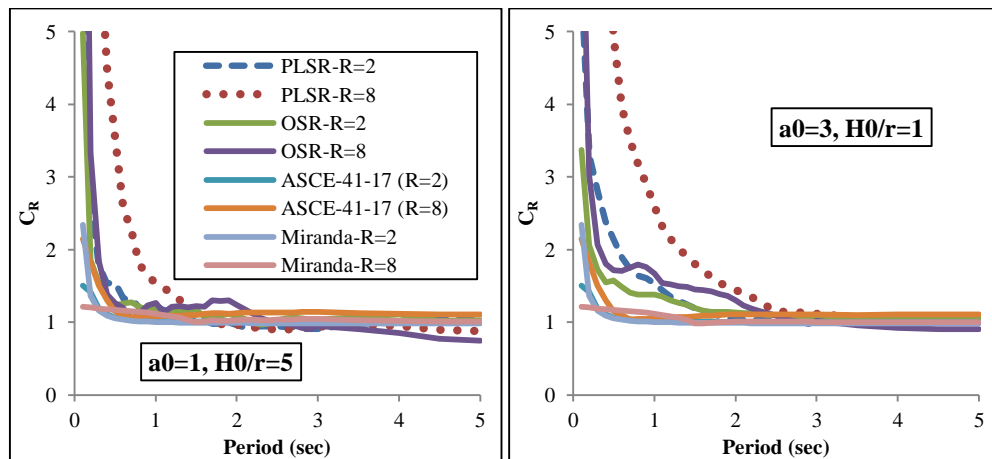 5
4
3
2
1
0
C_R
PLSR-R=2
PLSR-R=8
OSR-R=2
OSR-R=8
ASCE-41-17 (R=2)
ASCE-41-17 (R=8)
Miranda-R=2
Miranda-R=8
a0=1, H0/r=5
0 1 2 3 4 5
Period (sec)
5
4
3
2
1
0
C_R
a0=3, H0/r=1
0 1 2 3 4 5
Period (sec)